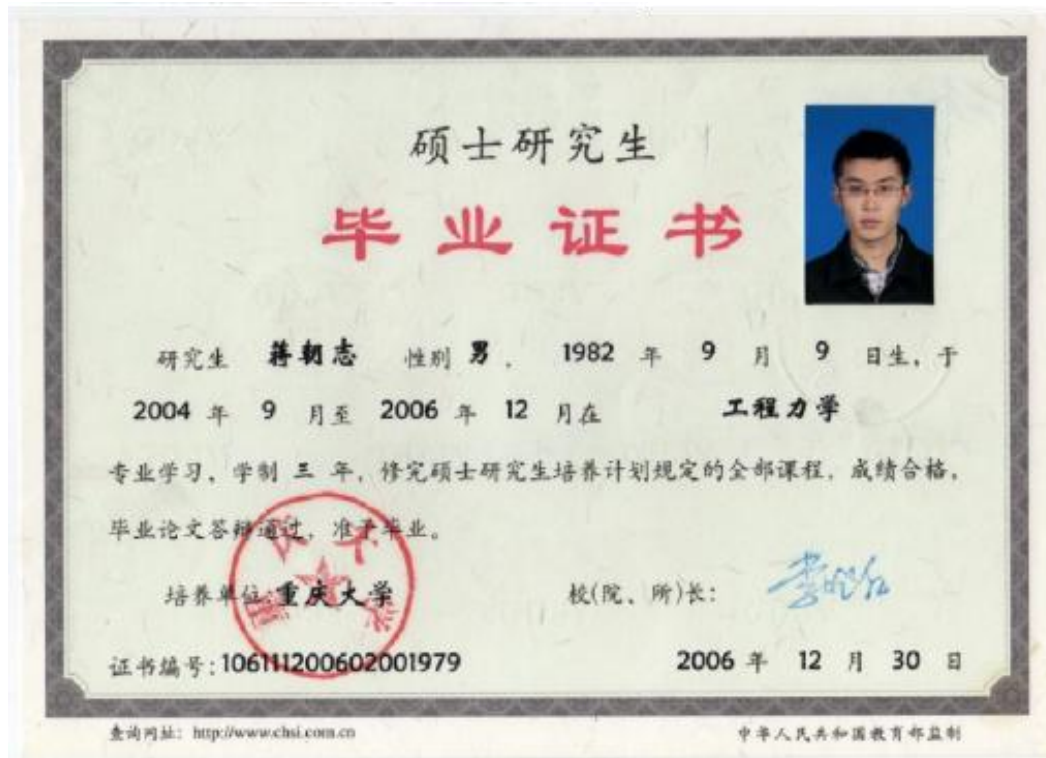 硕士研究生
毕业证书
研究生 蒋朝志 性别 男, 1982 年 9 月 9 日生, 于
2004 年 9 月至 2006 年 12 月在 工程力学
专业学习, 学制 三 年, 修完硕士研究生培养计划规定的全部课程, 成绩合格,
毕业论文答辩通过, 准予毕业。
培养单位:重庆大学 校(院、所)长:
证书编号:106111200602001979 2006 年 12 月 30 日
查询网址: http://www.chsi.com.cn 中华人民共和国教育部监制